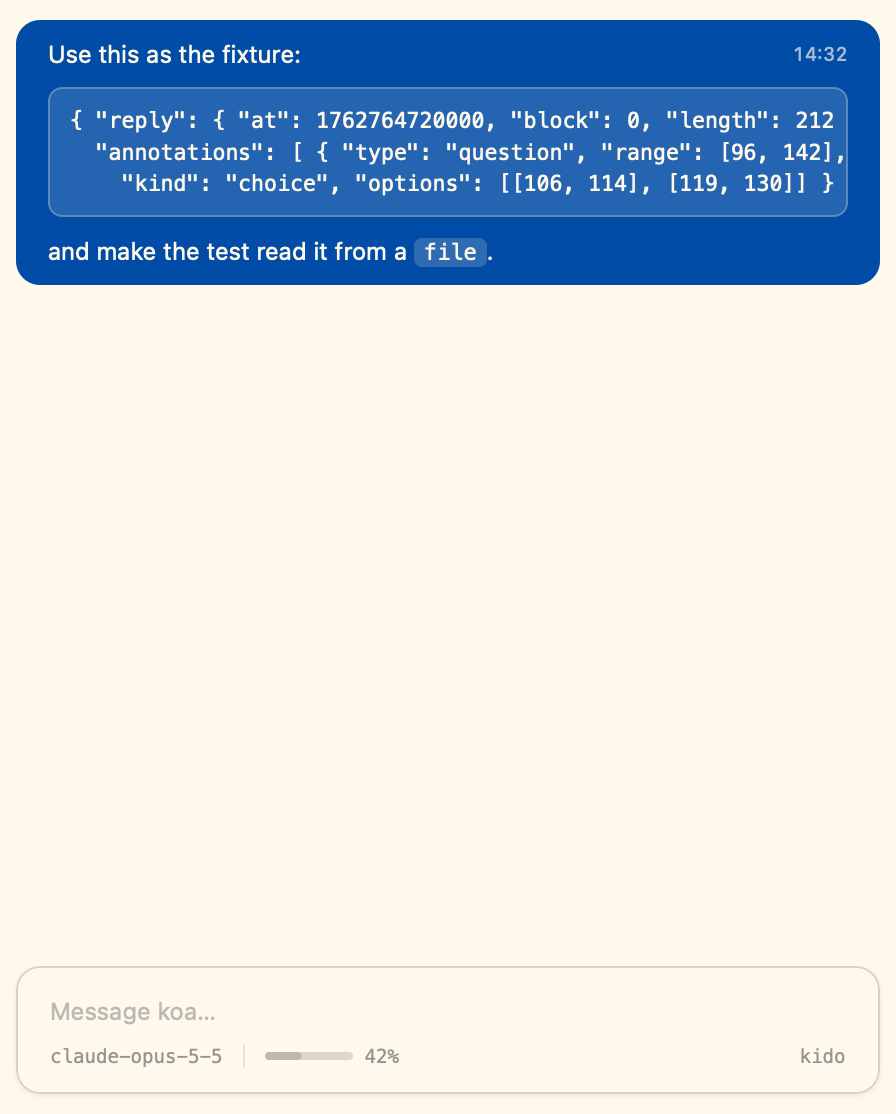 Use this as the fixture:
14:32
{ "reply": { "at": 1762764720000, "block": 0, "length": 212
  "annotations": [ { "type": "question", "range": [96, 142],
    "kind": "choice", "options": [[106, 114], [119, 130]] }
and make the test read it from a file.
Message koa...
claude-opus-5-5
42%
kido